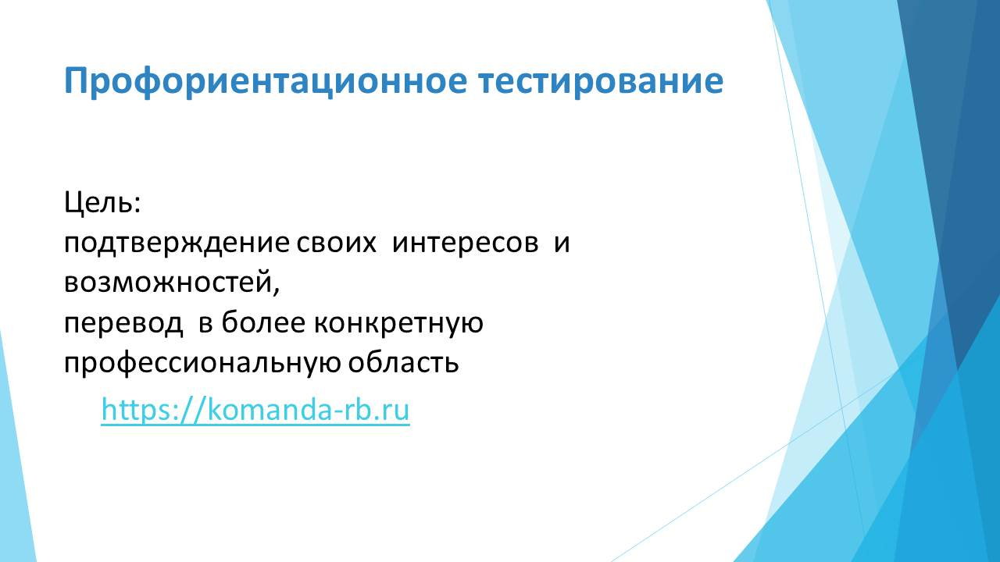 Профориентационное тестирование
Цель:
подтверждение своих интересов и
возможностей,
перевод в более конкретную
профессиональную область
https://komanda-rb.ru